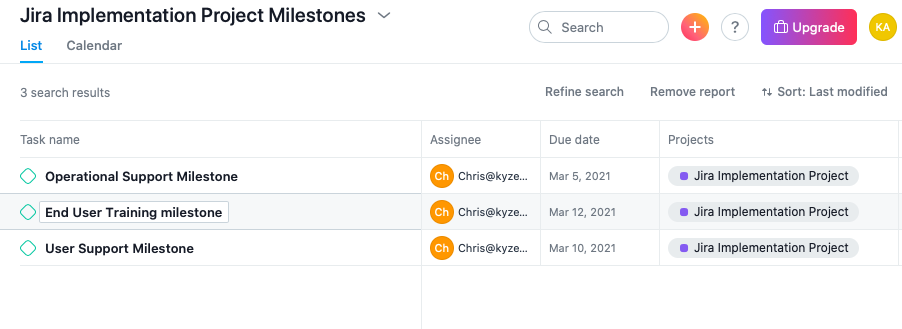 Jira Implementation Project Milestones
Search
+
?
Upgrade
KA
List Calendar
3 search results
Refine search Remove report Sort: Last modified
Task name Assignee Due date Projects
Operational Support Milestone Ch Chris@kyze... Mar 5, 2021 Jira Implementation Project
End User Training milestone Ch Chris@kyze... Mar 12, 2021 Jira Implementation Project
User Support Milestone Ch Chris@kyze... Mar 10, 2021 Jira Implementation Project